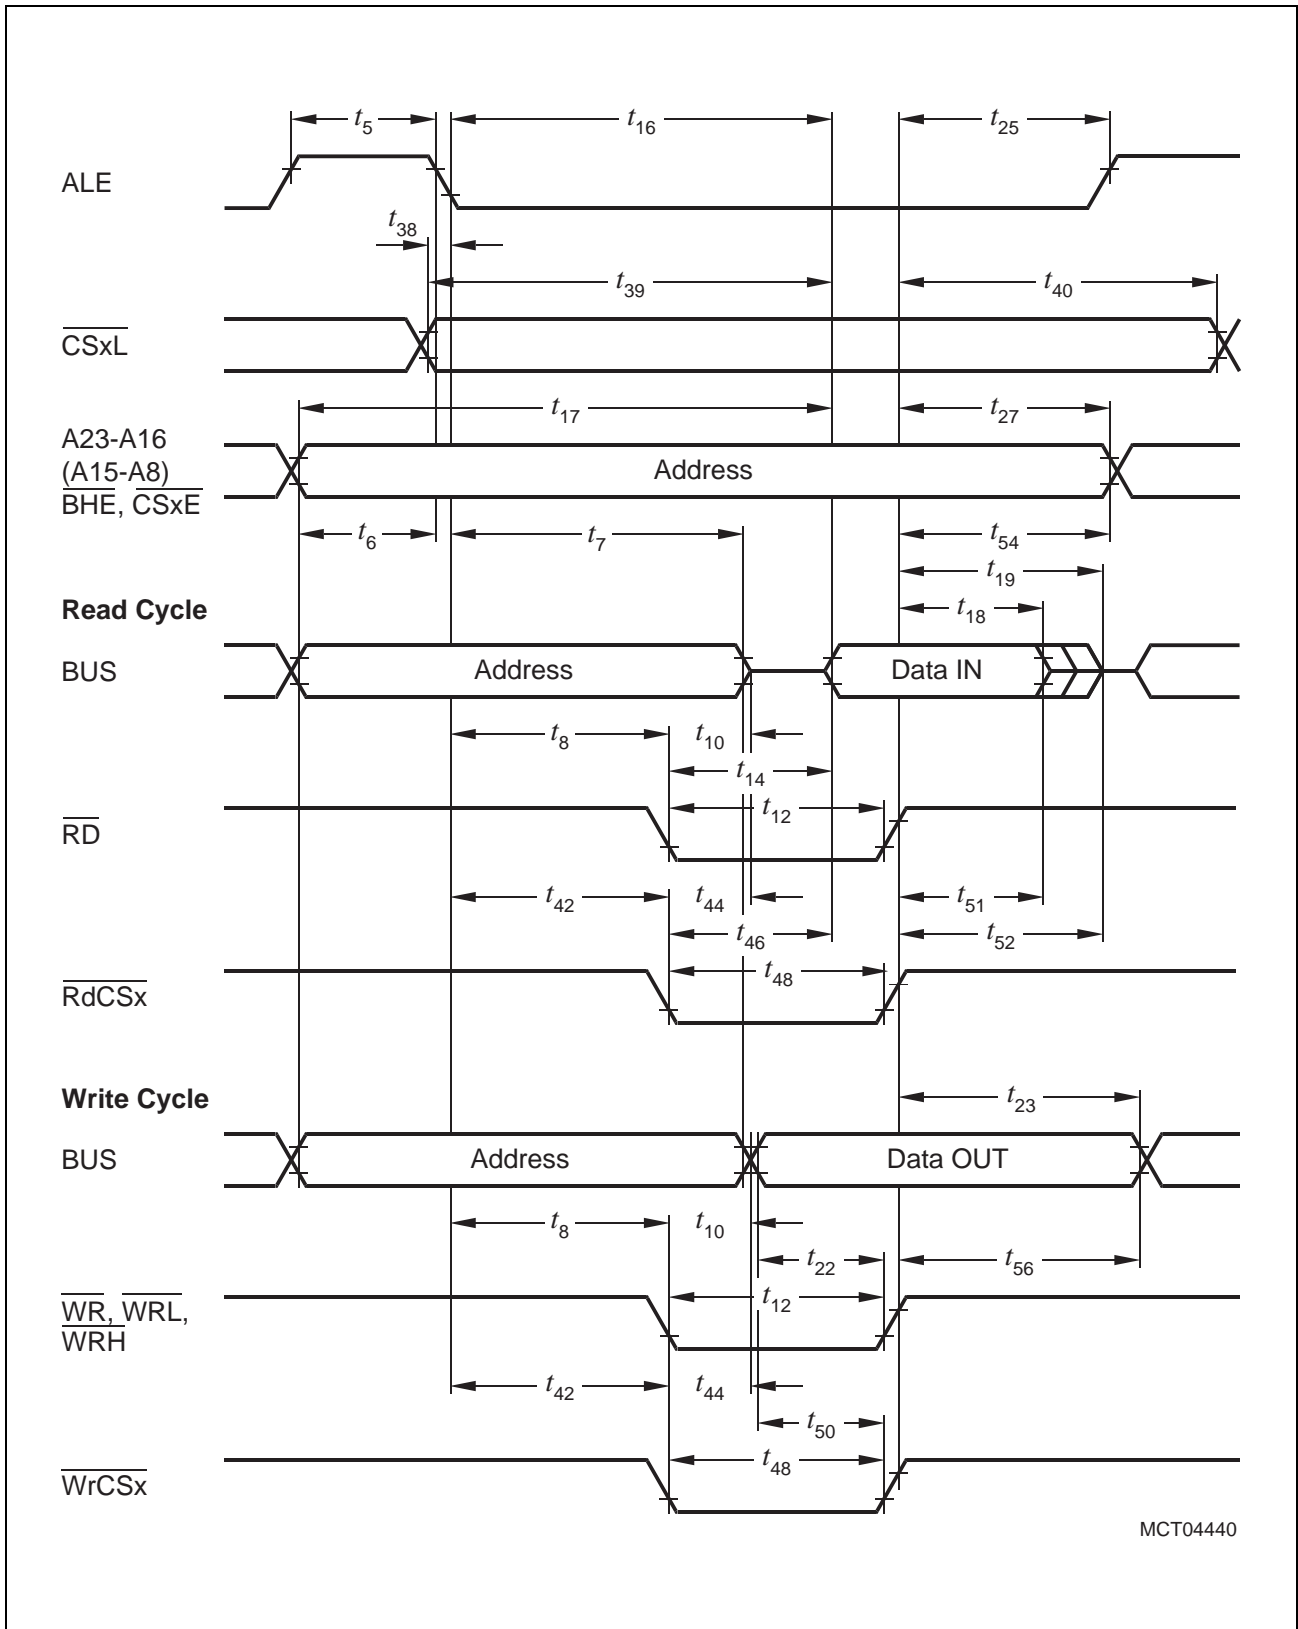 t5 t16 t25
ALE
t38
t39 t40
CSxL
t17 t27
A23-A16
(A15-A8)
BHE, CSxE
Address
t6 t7 t54
t19
Read Cycle
t18
BUS Address Data IN
t8 t10
t14
t12
RD
t42 t44 t51
t46 t52
t48
RdCSx
Write Cycle
t23
BUS Address Data OUT
t8 t10
t22 t56
t12
WR, WRL,
WRH
t42 t44
t50
t48
WrCSx
MCT04440